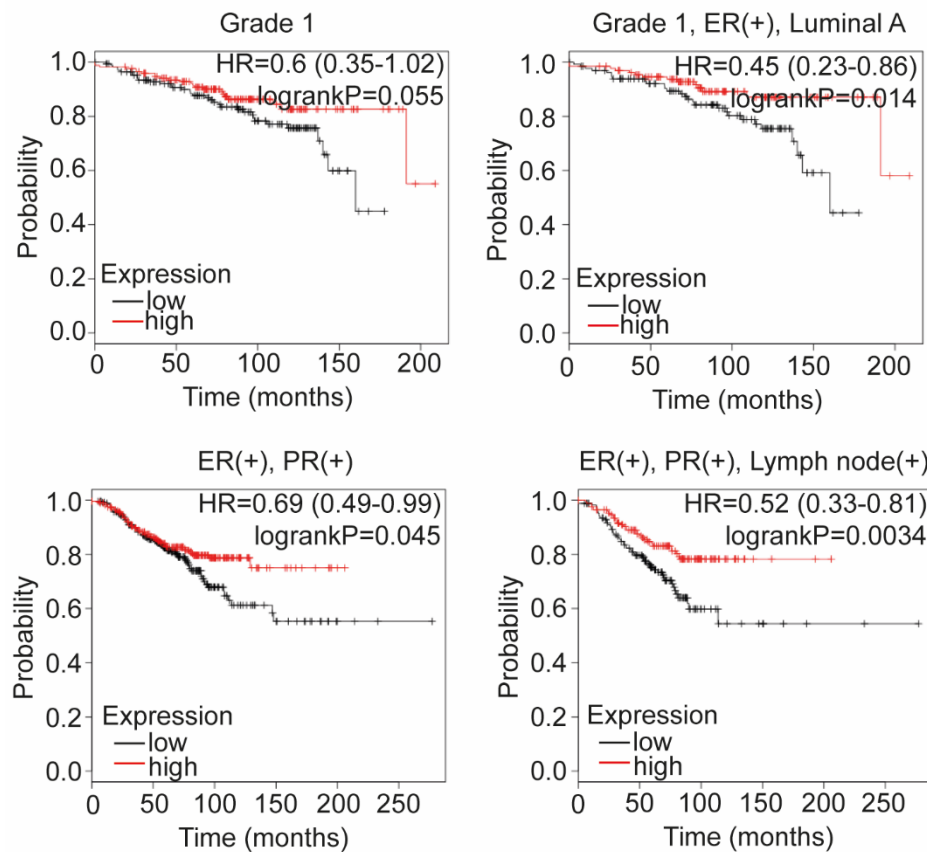 Grade 1
HR=0.6 (0.35-1.02)
logrankP=0.055
Probability
1.0
0.8
0.6
0.4
0.2
0.0
Expression
low
high
0 50 100 150 200
Time (months)
Grade 1, ER(+), Luminal A
HR=0.45 (0.23-0.86)
logrankP=0.014
Probability
1.0
0.8
0.6
0.4
0.2
0.0
Expression
low
high
0 50 100 150 200
Time (months)
ER(+), PR(+)
HR=0.69 (0.49-0.99)
logrankP=0.045
Probability
1.0
0.8
0.6
0.4
0.2
0.0
Expression
low
high
0 50 100 150 200 250
Time (months)
ER(+), PR(+), Lymph node(+)
HR=0.52 (0.33-0.81)
logrankP=0.0034
Probability
1.0
0.8
0.6
0.4
0.2
0.0
Expression
low
high
0 50 100 150 200 250
Time (months)